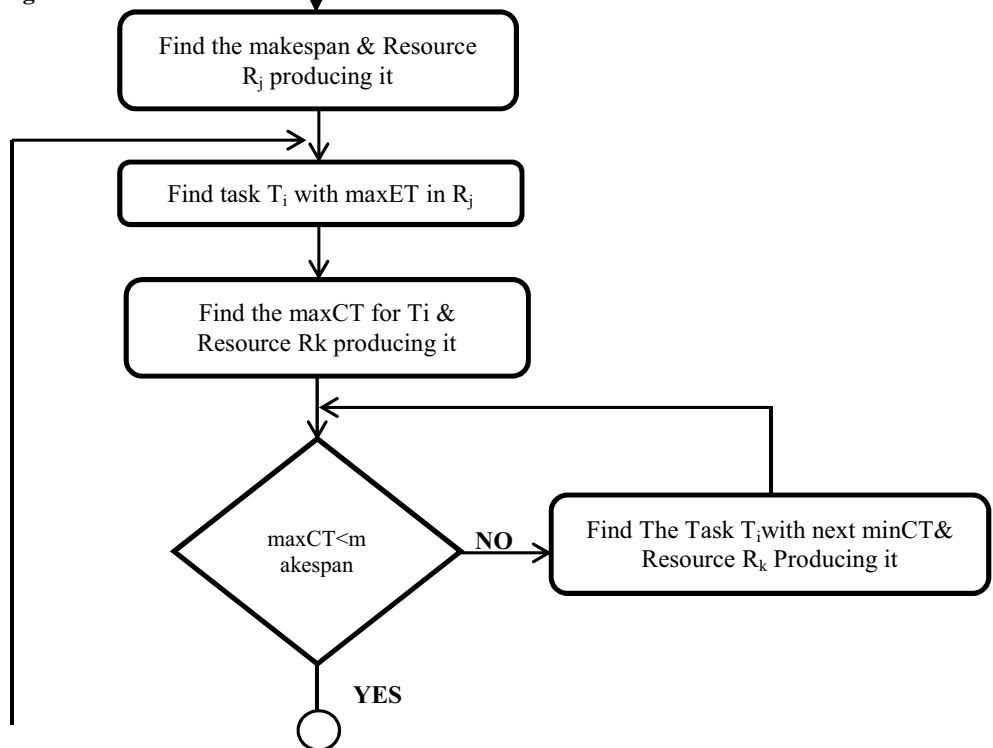 Find the makespan & Resource
Rj producing it
Find task Ti with maxET in Rj
Find the maxCT for Ti &
Resource Rk producing it
maxCT<m
akespan
NO
Find The Task Tiwith next minCT&
Resource Rk Producing it
YES